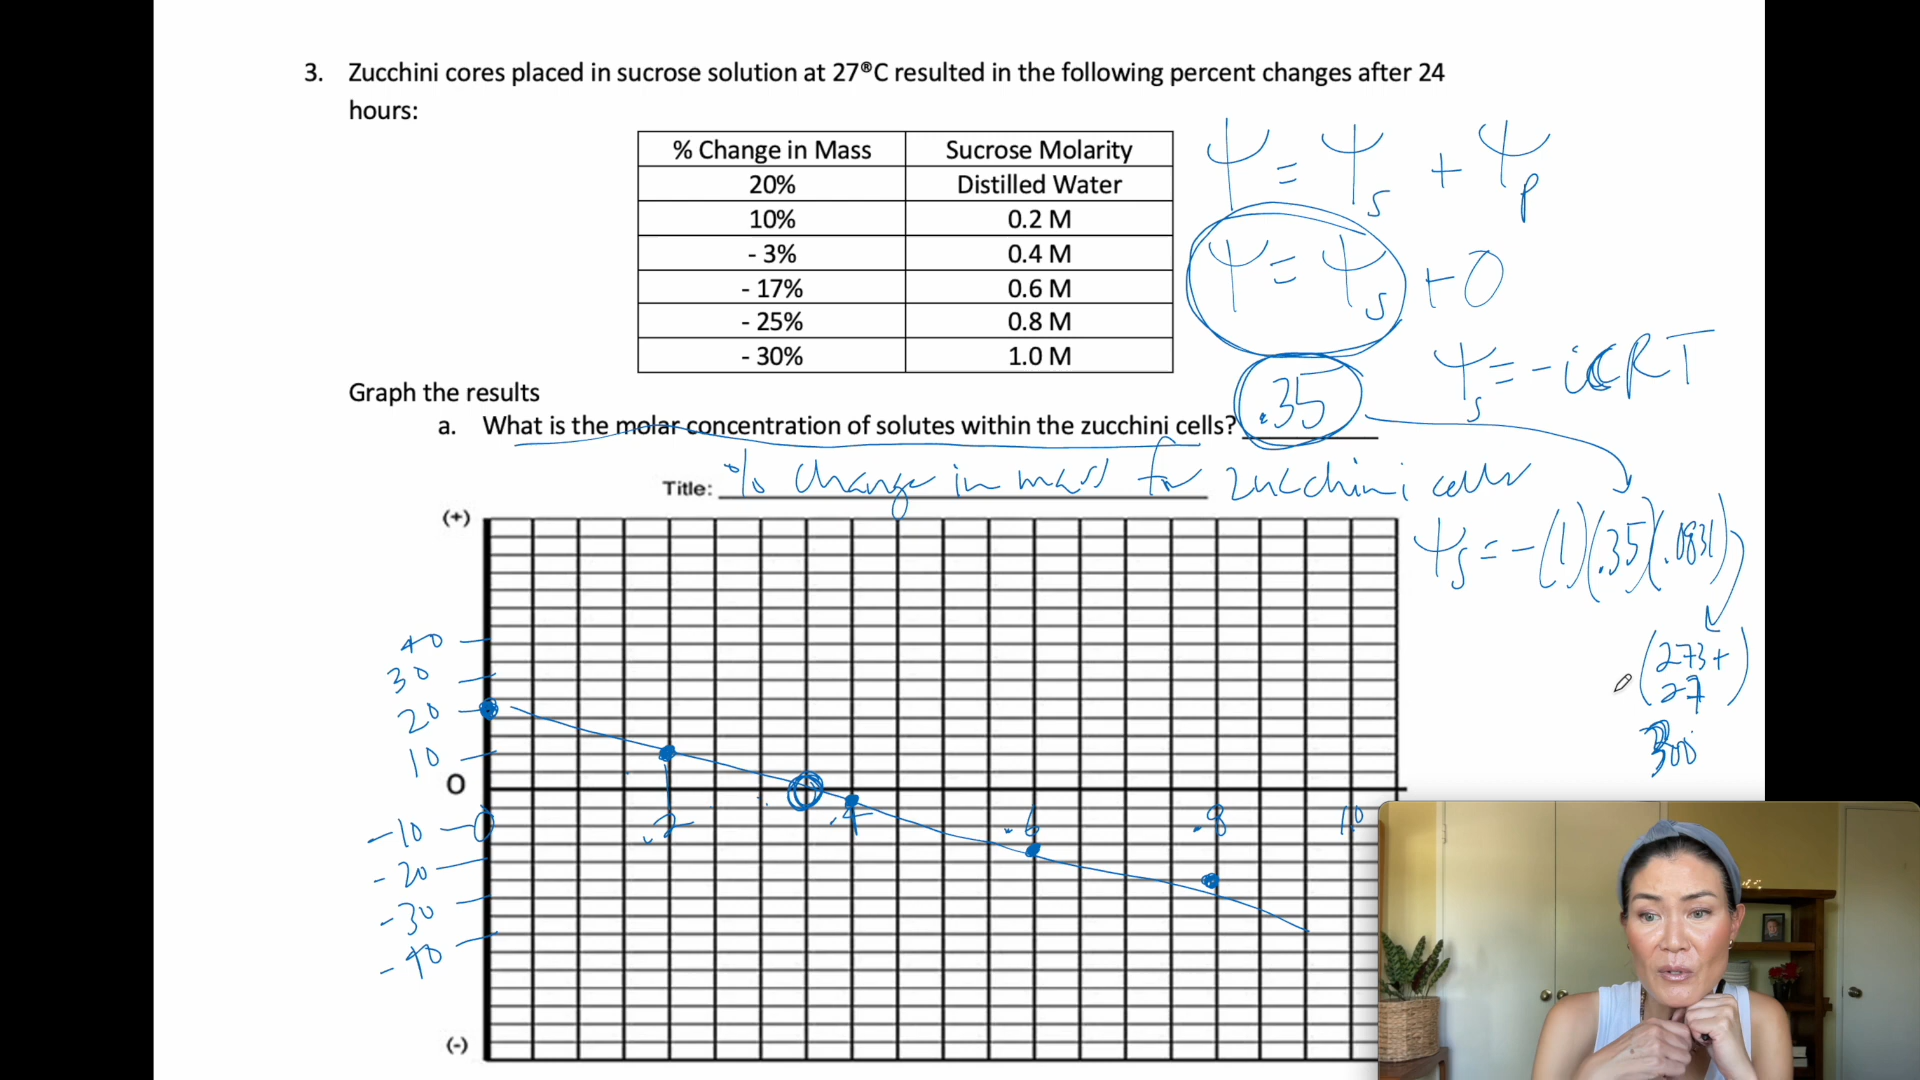 3. Zucchini cores placed in sucrose solution at 27®C resulted in the following percent changes after 24
hours:
% Change in Mass Sucrose Molarity
20% Distilled Water
10% 0.2 M
- 3% 0.4 M
- 17% 0.6 M
- 25% 0.8 M
- 30% 1.0 M
Ψ = Ψs + Ψp
Ψ = Ψs + 0
Ψs = -iCRT
Graph the results
a. What is the molar concentration of solutes within the zucchini cells? .35
Title: % change in mass for zucchini cells
Ψs = -(1)(.35)(.0831)
(273+
27)
300
(+)
40
30
20
10
0
-10 0 .2 .4 .6 .8 1.0
-20
-30
-40
(-)